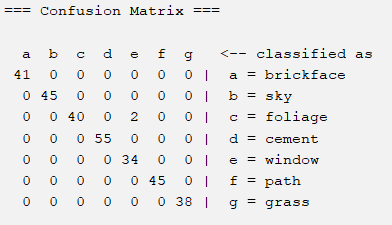 === Confusion Matrix ===
a b c d e f g <-- classified as
41 0 0 0 0 0 0 | a = brickface
0 45 0 0 0 0 0 | b = sky
0 0 40 0 2 0 0 | c = foliage
0 0 0 55 0 0 0 | d = cement
0 0 0 0 34 0 0 | e = window
0 0 0 0 0 45 0 | f = path
0 0 0 0 0 0 38 | g = grass